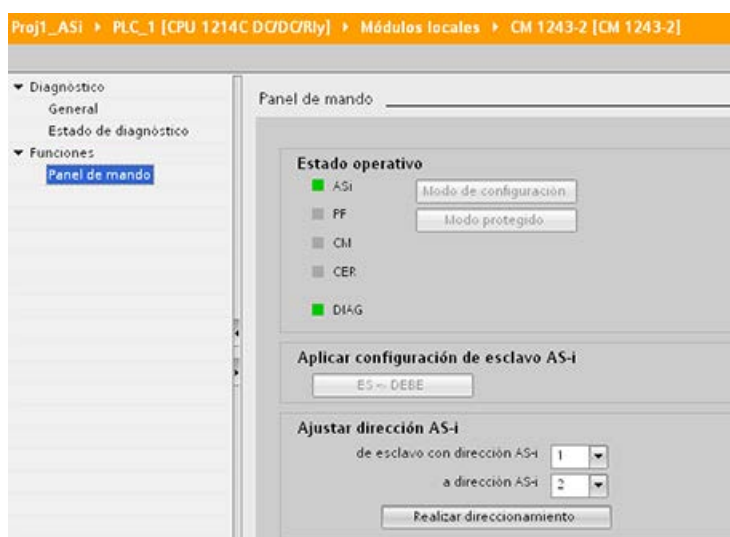 Proj1_ASi ▸ PLC_1 [CPU 1214C DC/DC/Rly] ▸ Módulos locales ▸ CM 1243-2 [CM 1243-2]
Diagnóstico
General
Estado de diagnóstico
Funciones
Panel de mando
Panel de mando
Estado operativo
ASi
Modo de configuración
PF
Modo protegido
CM
CER
DIAG
Aplicar configuración de esclavo AS-i
ES -> DEBE
Ajustar dirección AS-i
de esclavo con dirección AS-i 1
a dirección AS-i 2
Realizar direccionamiento